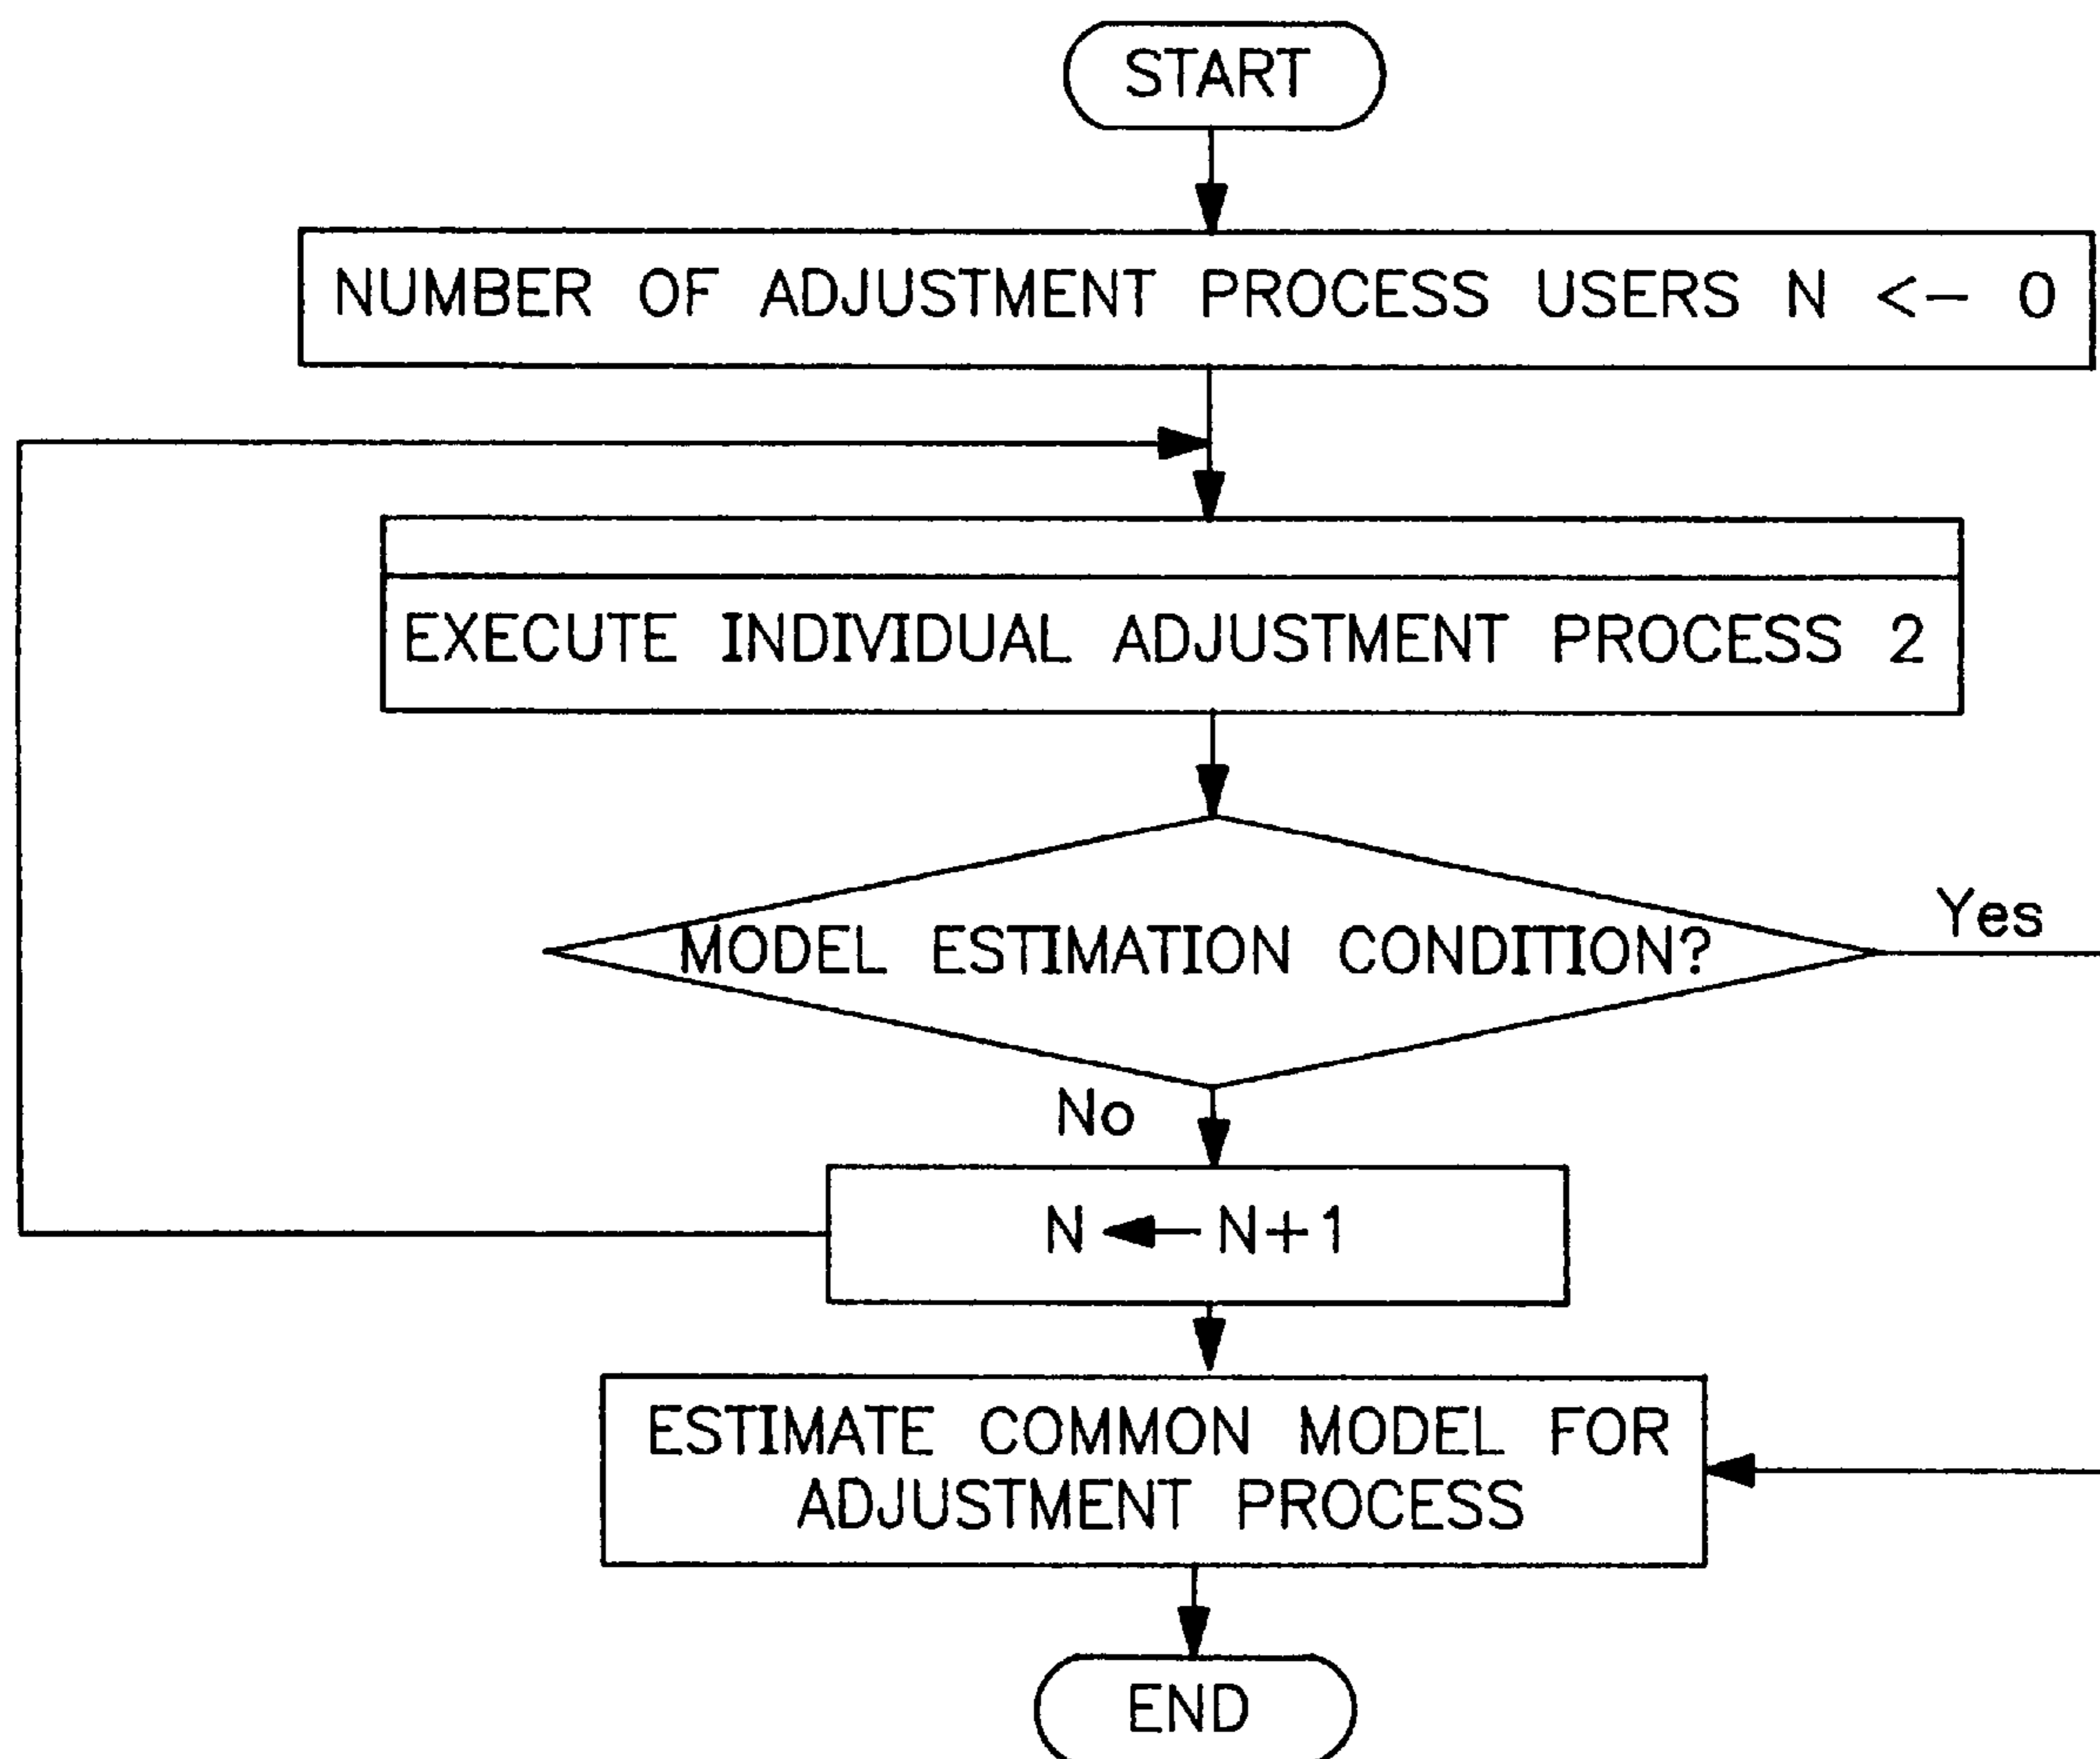 START
NUMBER OF ADJUSTMENT PROCESS USERS N <- 0
EXECUTE INDIVIDUAL ADJUSTMENT PROCESS 2
MODEL ESTIMATION CONDITION?
Yes
No
N ← N+1
ESTIMATE COMMON MODEL FOR
ADJUSTMENT PROCESS
END